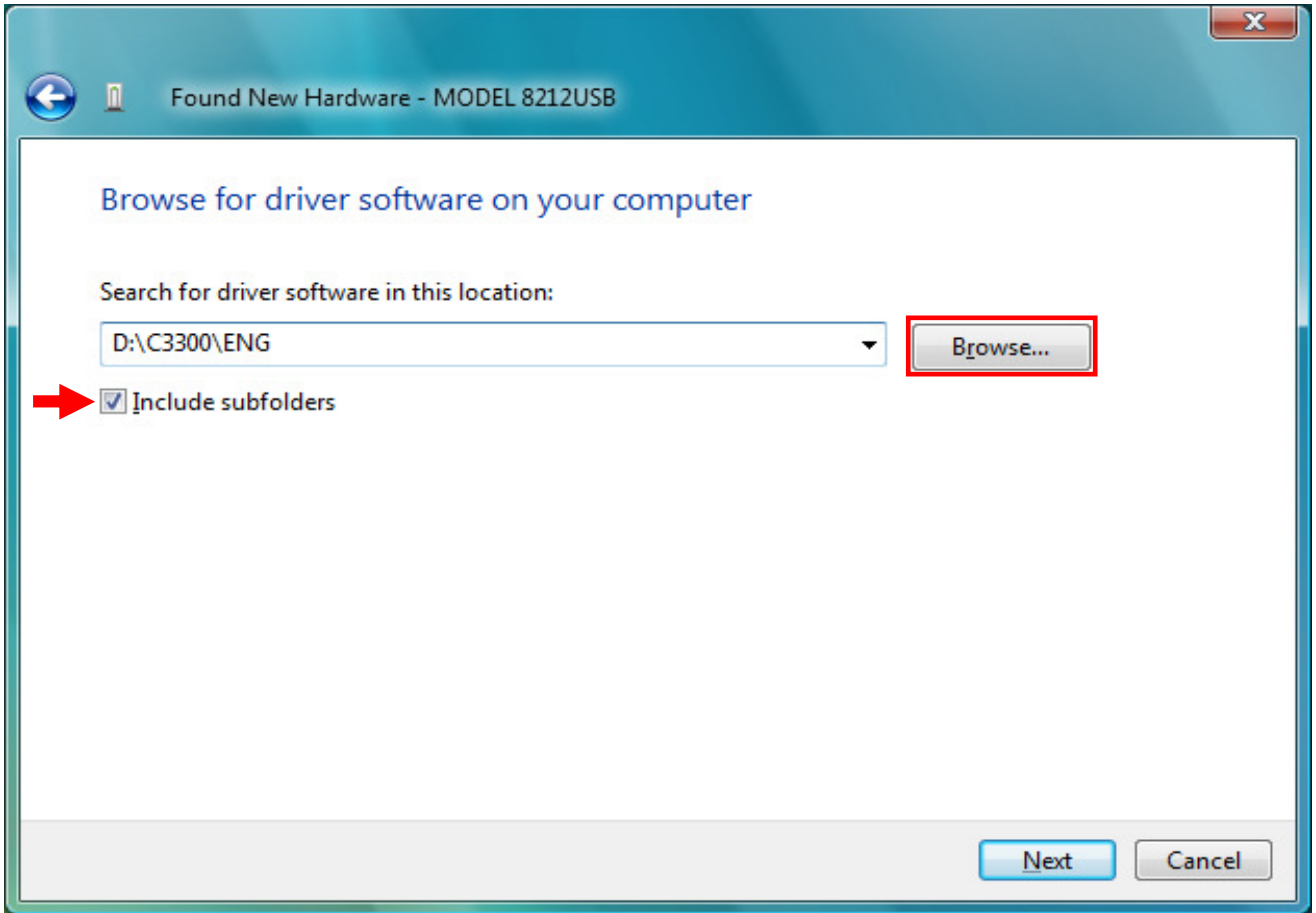 Found New Hardware - MODEL 8212USB
Browse for driver software on your computer
Search for driver software in this location:
D:\C3300\ENG
Browse...
Include subfolders
Next
Cancel